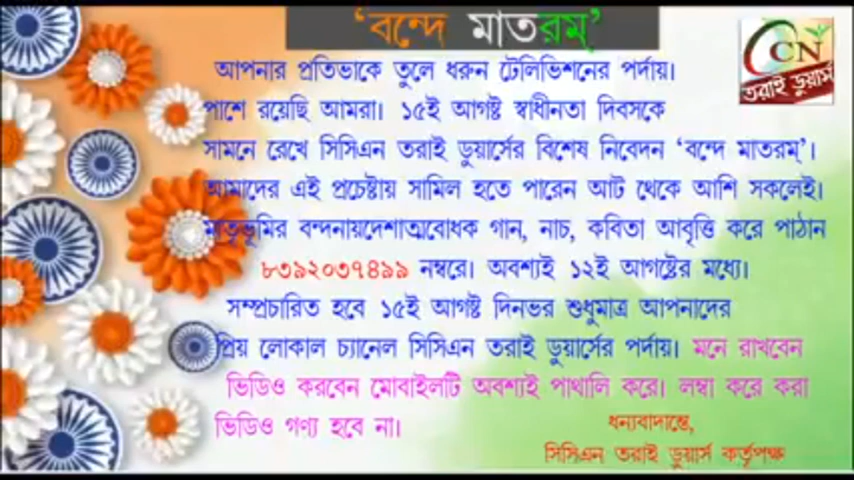 ‘বন্দে মাতরম্’
CCN
তরাই ডুয়ার্স
আপনার প্রতিভাকে তুলে ধরুন টেলিভিশনের পর্দায়।
পাশে রয়েছি আমরা। ১৫ই আগষ্ট স্বাধীনতা দিবসকে
সামনে রেখে সিসিএন তরাই ডুয়ার্সের বিশেষ নিবেদন ‘বন্দে মাতরম্’।
আমাদের এই প্রচেষ্টায় সামিল হতে পারেন আট থেকে আশি সকলেই।
মাতৃভূমির বন্দনায়দেশাত্মবোধক গান, নাচ, কবিতা আবৃত্তি করে পাঠান
৮৩৯২০৩৭৪৯৯ নম্বরে। অবশ্যই ১২ই আগষ্টের মধ্যে।
সম্প্রচারিত হবে ১৫ই আগষ্ট দিনভর শুধুমাত্র আপনাদের
প্রিয় লোকাল চ্যানেল সিসিএন তরাই ডুয়ার্সের পর্দায়। মনে রাখবেন
ভিডিও করবেন মোবাইলটি অবশ্যই পাথালি করে। লম্বা করে করা
ভিডিও গণ্য হবে না।
ধন্যবাদান্তে,
সিসিএন তরাই ডুয়ার্স কর্তৃপক্ষ